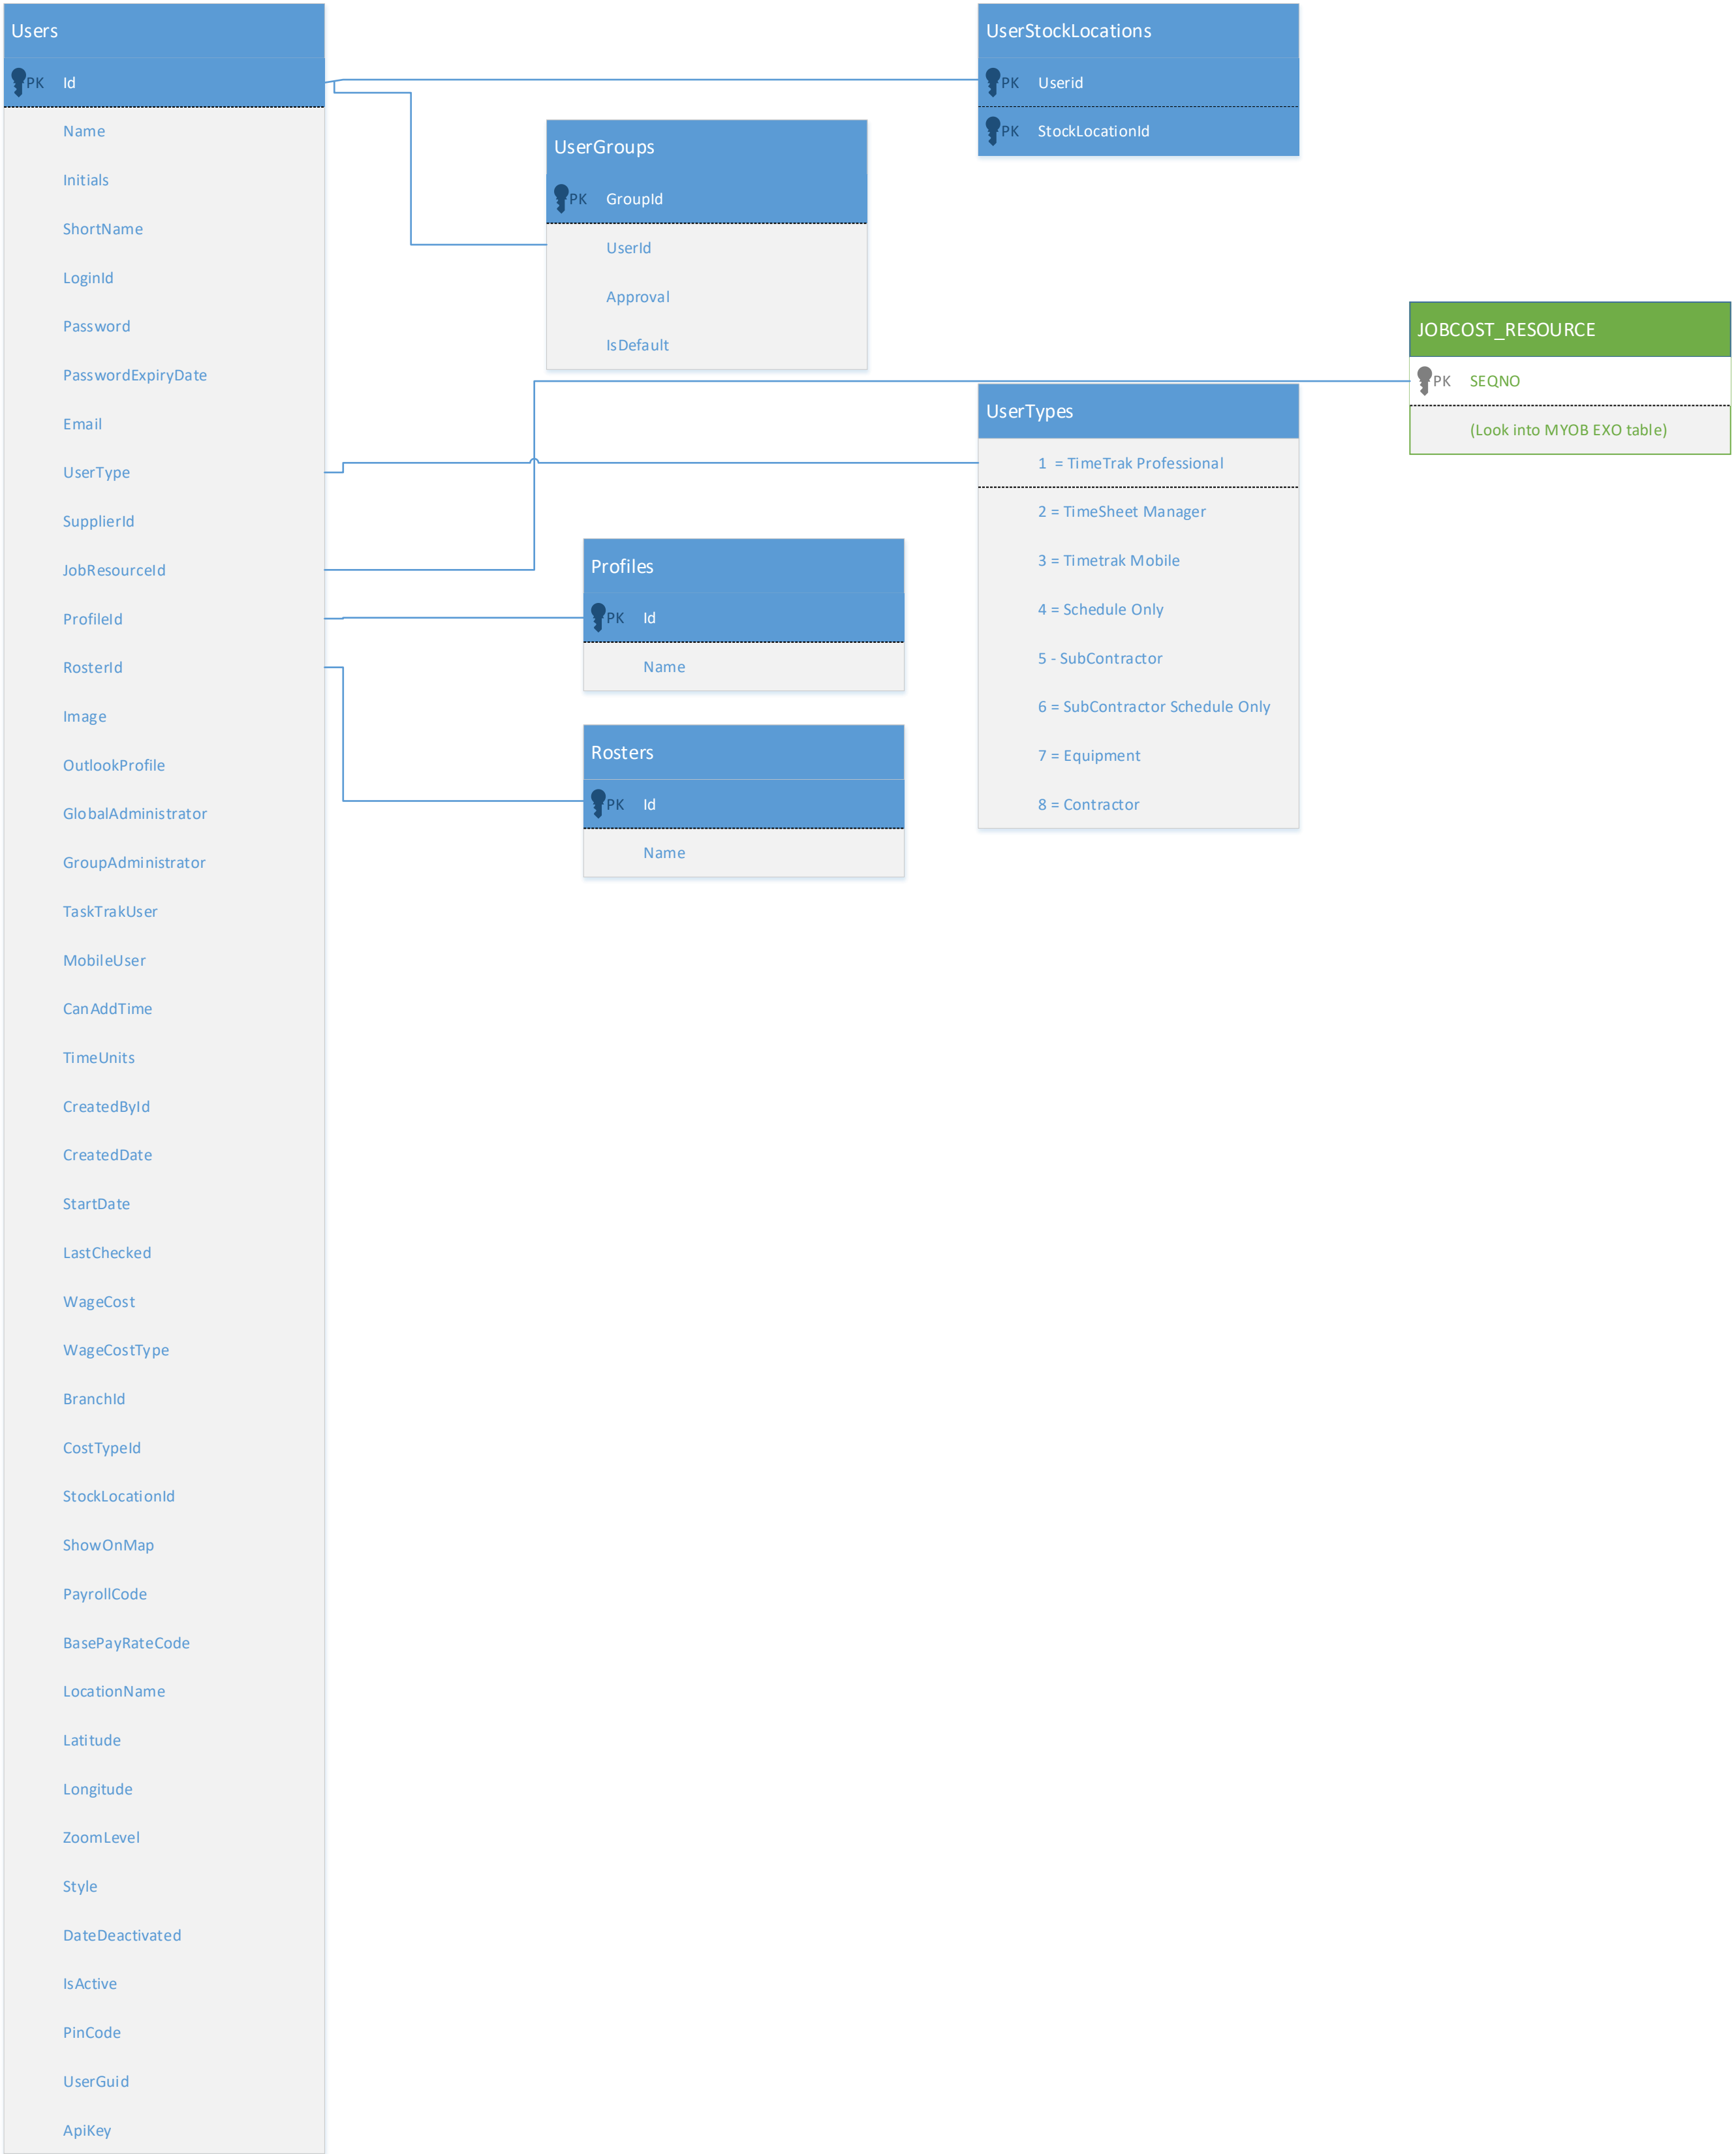 Users
PK Id
Name
Initials
ShortName
LoginId
Password
PasswordExpiryDate
Email
UserType
SupplierId
JobResourceId
ProfileId
RosterId
Image
OutlookProfile
GlobalAdministrator
GroupAdministrator
TaskTrakUser
MobileUser
CanAddTime
TimeUnits
CreatedById
CreatedDate
StartDate
LastChecked
WageCost
WageCostType
BranchId
CostTypeId
StockLocationId
ShowOnMap
PayrollCode
BasePayRateCode
LocationName
Latitude
Longitude
ZoomLevel
Style
DateDeactivated
IsActive
PinCode
UserGuid
ApiKey
UserGroups
PK GroupId
UserId
Approval
IsDefault
Profiles
PK Id
Name
Rosters
PK Id
Name
UserStockLocations
PK Userid
PK StockLocationId
UserTypes
1 = TimeTrak Professional
2 = TimeSheet Manager
3 = Timetrak Mobile
4 = Schedule Only
5 - SubContractor
6 = SubContractor Schedule Only
7 = Equipment
8 = Contractor
JOBCOST_RESOURCE
PK SEQNO
(Look into MYOB EXO table)